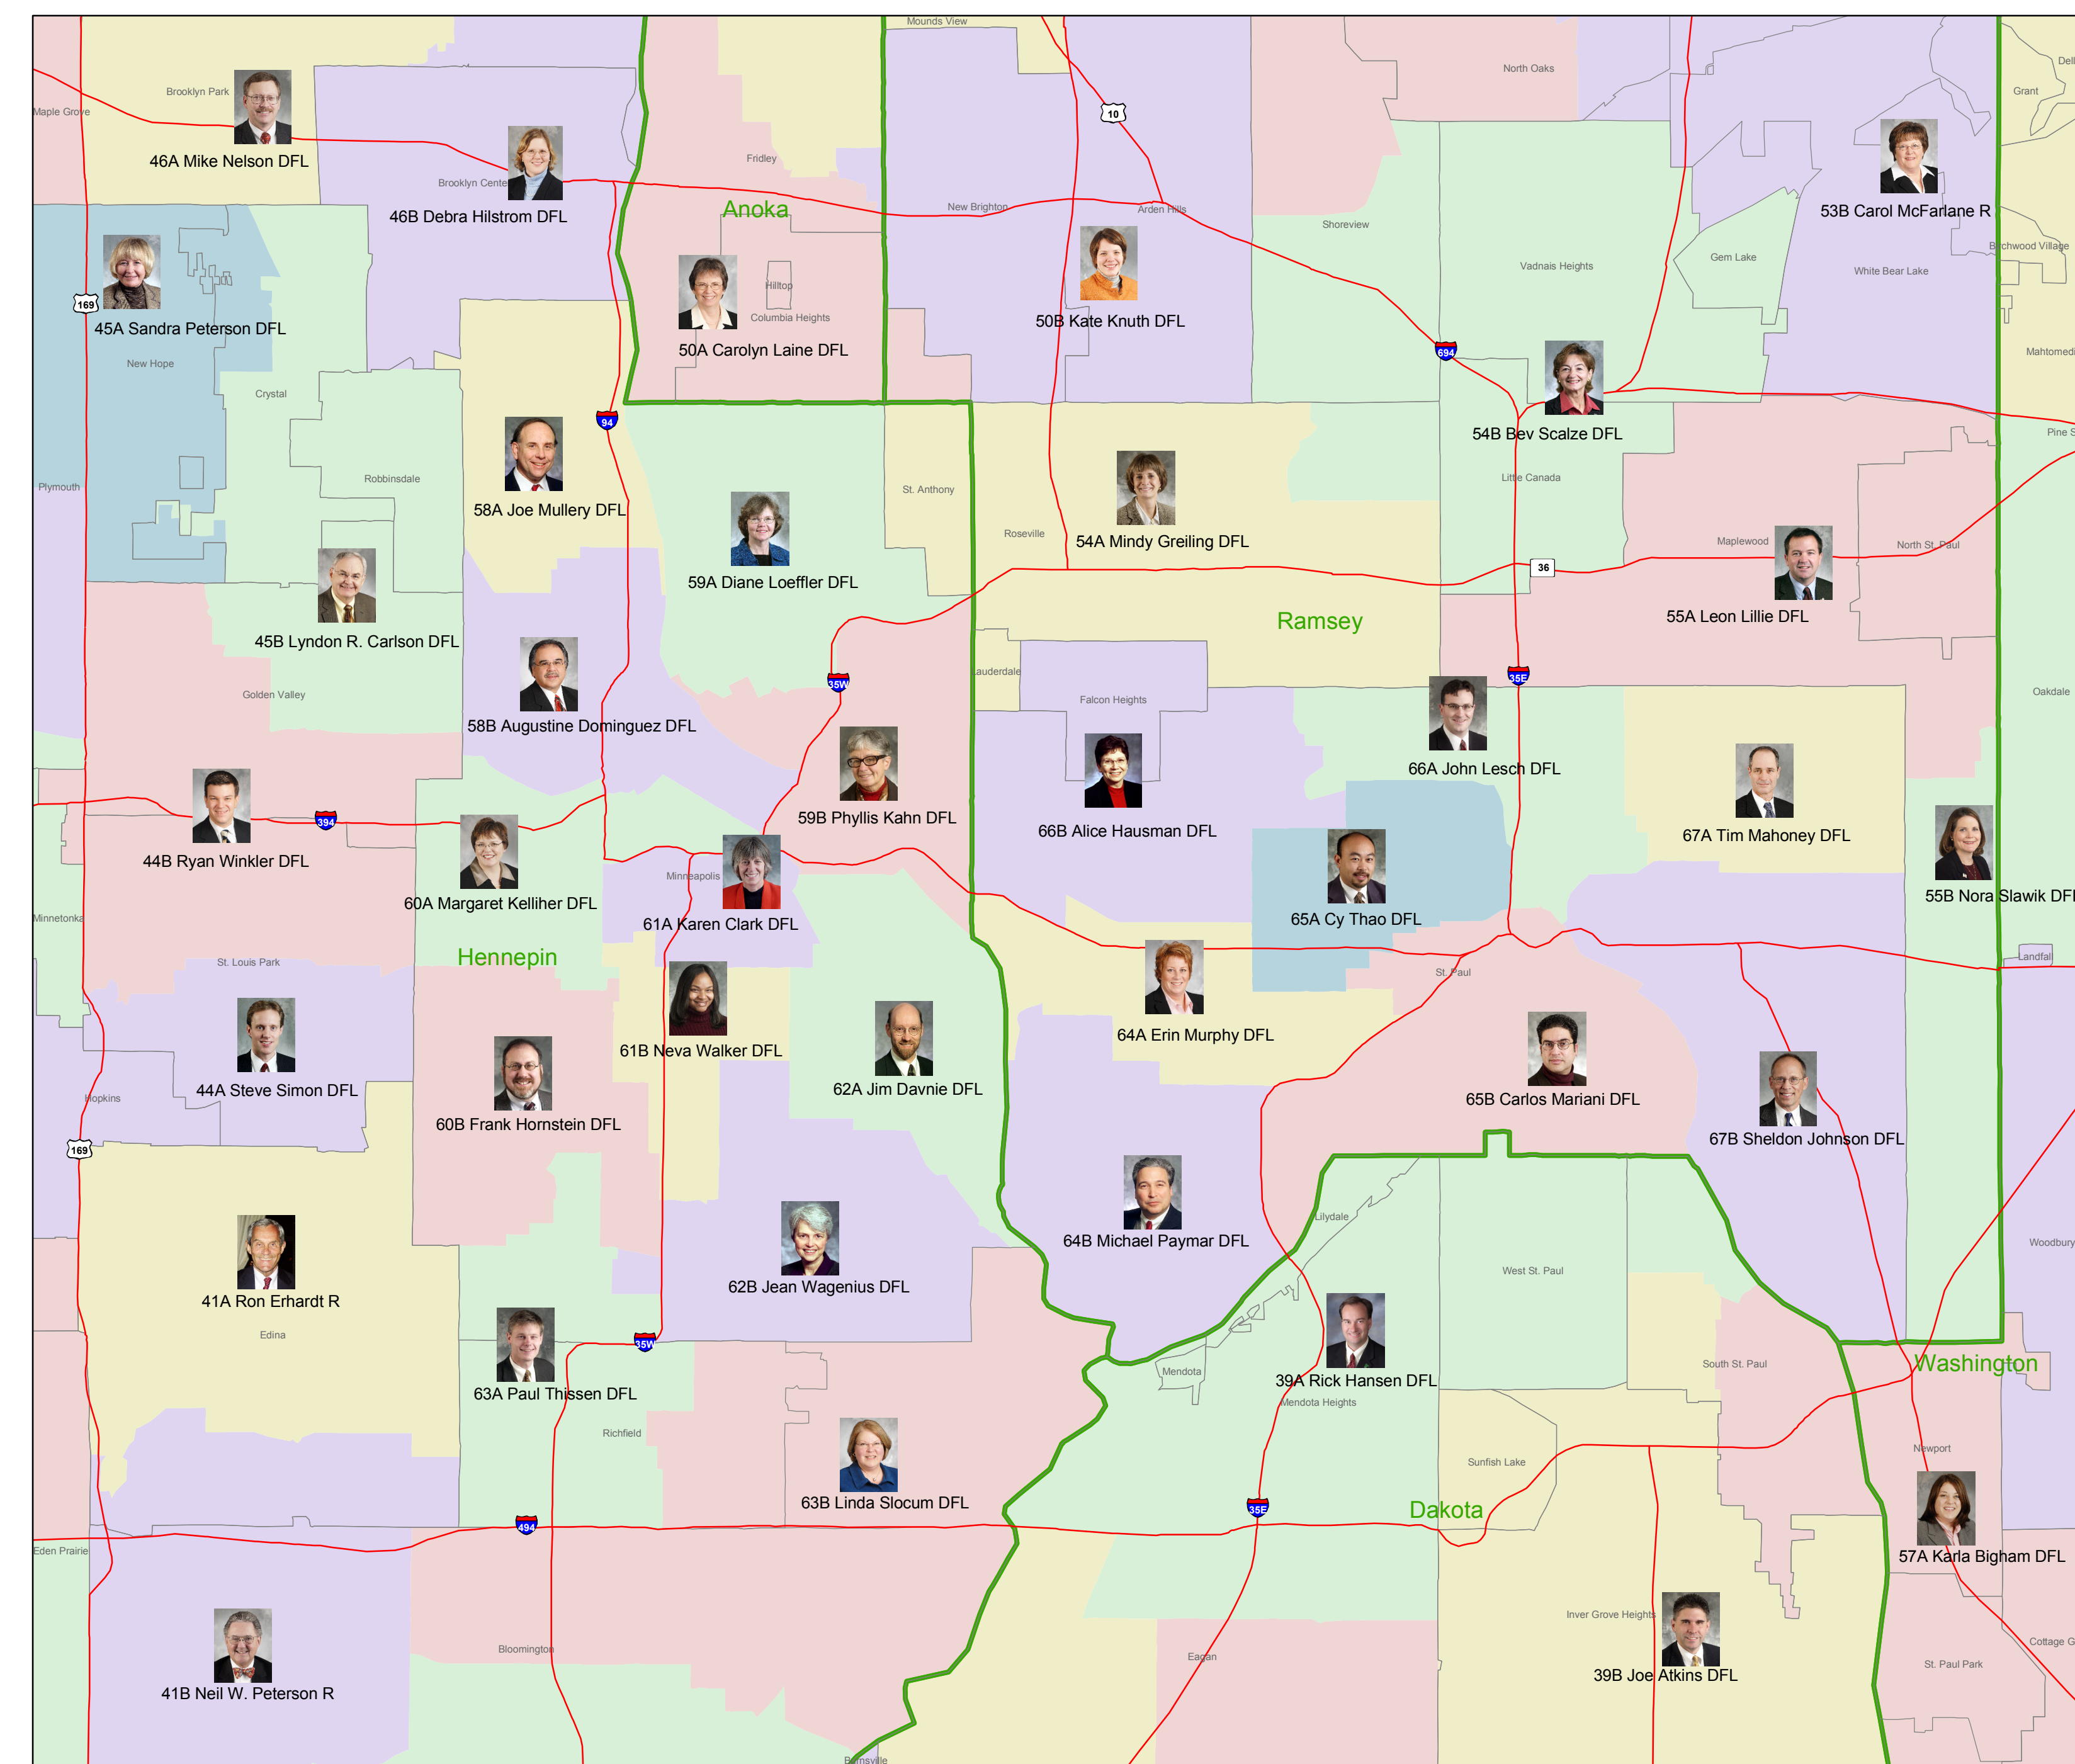 Mounds View
Dell
North Oaks
Grant
Brooklyn Park
Maple Grove
10
46A Mike Nelson DFL
Fridley
Brooklyn Cente
46B Debra Hilstrom DFL
Anoka
New Brighton
Arden Hills
Shoreview
53B Carol McFarlane R
Birchwood Village
Vadnais Heights
Gem Lake
White Bear Lake
169
Hilltop
Columbia Heights
45A Sandra Peterson DFL
50B Kate Knuth DFL
50A Carolyn Laine DFL
694
Mahtomedi
New Hope
Crystal
94
54B Bev Scalze DFL
Pine S
Robbinsdale
Plymouth
St. Anthony
Little Canada
58A Joe Mullery DFL
Roseville
54A Mindy Greiling DFL
Maplewood
North St. Paul
36
59A Diane Loeffler DFL
55A Leon Lillie DFL
Ramsey
45B Lyndon R. Carlson DFL
Lauderdale
35W
35E
Golden Valley
Falcon Heights
Oakdale
58B Augustine Dominguez DFL
66A John Lesch DFL
394
59B Phyllis Kahn DFL
66B Alice Hausman DFL
67A Tim Mahoney DFL
44B Ryan Winkler DFL
Minneapolis
60A Margaret Kelliher DFL
55B Nora Slawik DFL
Minnetonka
61A Karen Clark DFL
65A Cy Thao DFL
Hennepin
St. Louis Park
Landfall
St. Paul
64A Erin Murphy DFL
61B Neva Walker DFL
44A Steve Simon DFL
62A Jim Davnie DFL
Hopkins
65B Carlos Mariani DFL
60B Frank Hornstein DFL
67B Sheldon Johnson DFL
169
Lilydale
64B Michael Paymar DFL
Woodbury
West St. Paul
62B Jean Wagenius DFL
41A Ron Erhardt R
Edina
35W
Mendota
South St. Paul
Washington
39A Rick Hansen DFL
63A Paul Thissen DFL
Mendota Heights
Richfield
Newport
Sunfish Lake
63B Linda Slocum DFL
35E
Dakota
494
Eden Prairie
57A Karla Bigham DFL
Inver Grove Heights
Bloomington
Cottage G
Eagan
St. Paul Park
39B Joe Atkins DFL
41B Neil W. Peterson R
Burnsville